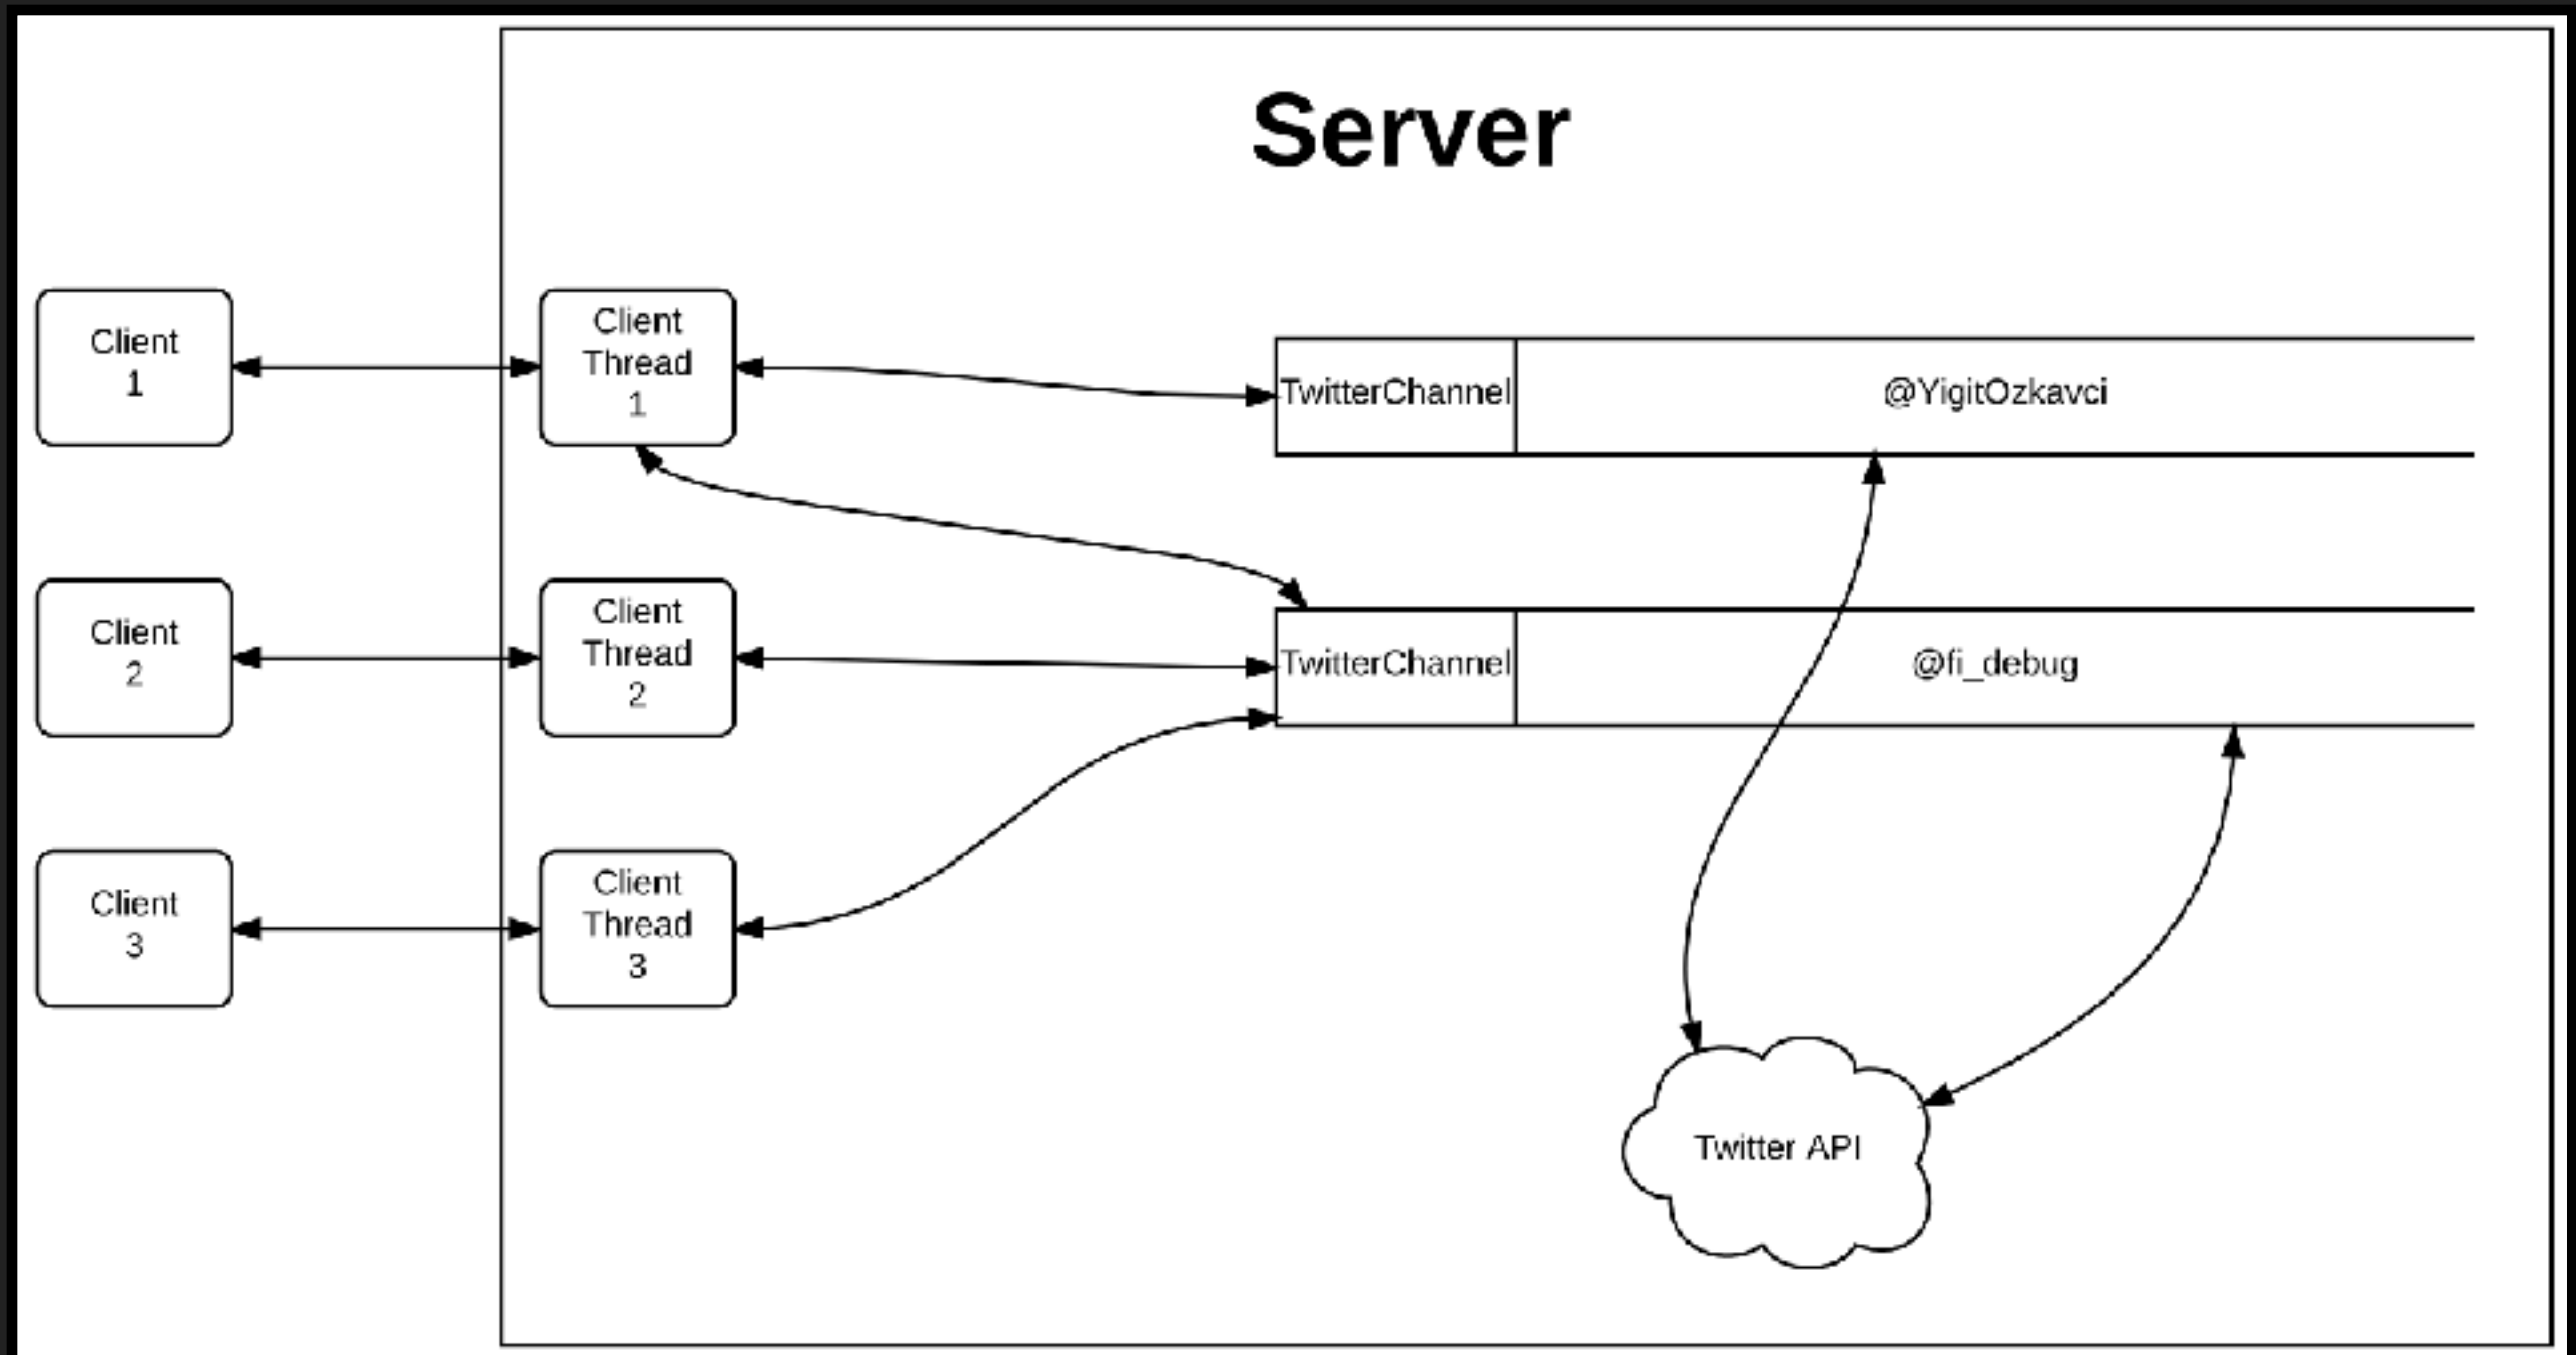 Server
Client
1
Client
Thread
1
TwitterChannel
@YigitOzkavci
Client
2
Client
Thread
2
TwitterChannel
@fi_debug
Client
3
Client
Thread
3
Twitter API